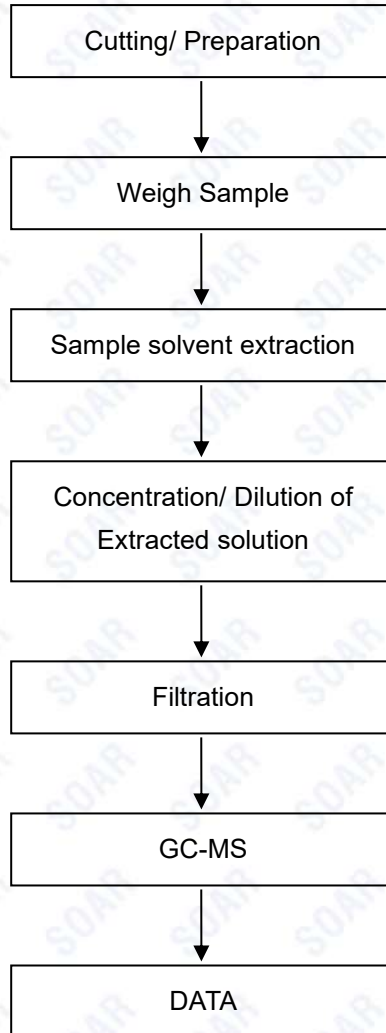 Cutting/ Preparation
Weigh Sample
Sample solvent extraction
Concentration/ Dilution of
Extracted solution
Filtration
GC-MS
DATA